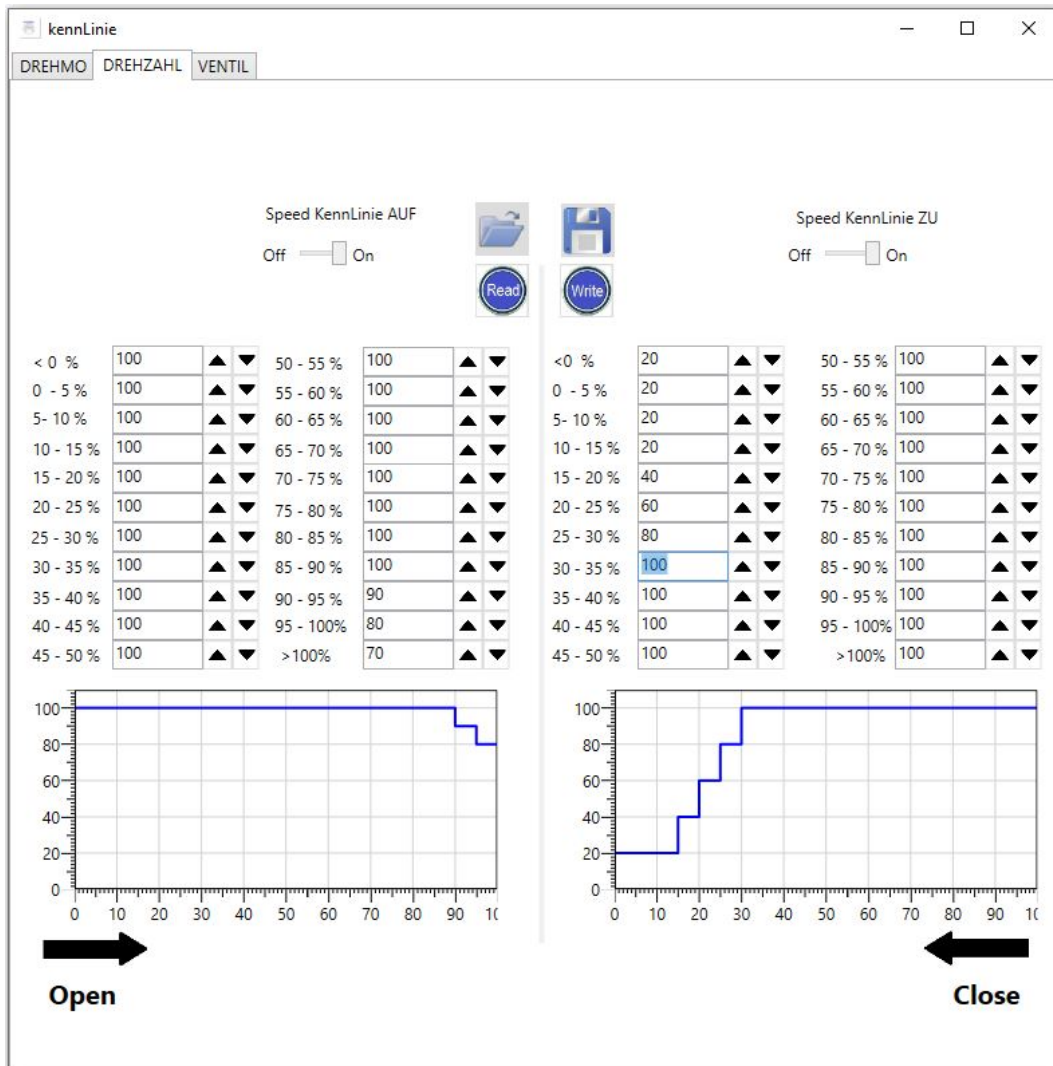 kennLinie
DREHMO DREHZAHL VENTIL
Speed KennLinie AUF
Off On
Speed KennLinie ZU
Off On
Read Write
< 0 % 100 50 - 55 % 100 <0 % 20 50 - 55 % 100
0 - 5 % 100 55 - 60 % 100 0 - 5 % 20 55 - 60 % 100
5- 10 % 100 60 - 65 % 100 5- 10 % 20 60 - 65 % 100
10 - 15 % 100 65 - 70 % 100 10 - 15 % 20 65 - 70 % 100
15 - 20 % 100 70 - 75 % 100 15 - 20 % 40 70 - 75 % 100
20 - 25 % 100 75 - 80 % 100 20 - 25 % 60 75 - 80 % 100
25 - 30 % 100 80 - 85 % 100 25 - 30 % 80 80 - 85 % 100
30 - 35 % 100 85 - 90 % 100 30 - 35 % 100 85 - 90 % 100
35 - 40 % 100 90 - 95 % 90 35 - 40 % 100 90 - 95 % 100
40 - 45 % 100 95 - 100% 80 40 - 45 % 100 95 - 100% 100
45 - 50 % 100 >100% 70 45 - 50 % 100 >100% 100
100
80
60
40
20
0
0 10 20 30 40 50 60 70 80 90 10
100
80
60
40
20
0
0 10 20 30 40 50 60 70 80 90 10
Open
Close